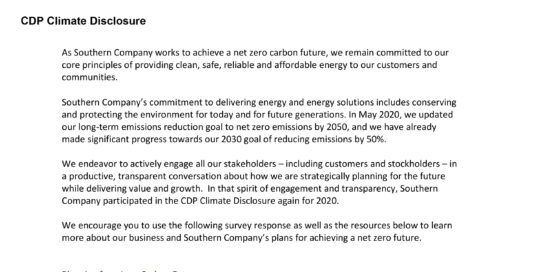 CDP Climate Disclosure
As Southern Company works to achieve a net zero carbon future, we remain committed to our
core principles of providing clean, safe, reliable and affordable energy to our customers and
communities.
Southern Company's commitment to delivering energy and energy solutions includes conserving
and protecting the environment for today and for future generations. In May 2020, we updated
our long-term emissions reduction goal to net zero emissions by 2050, and we have already
made significant progress towards our 2030 goal of reducing emissions by 50%.
We endeavor to actively engage all our stakeholders – including customers and stockholders – in
a productive, transparent conversation about how we are strategically planning for the future
while delivering value and growth.  In that spirit of engagement and transparency, Southern
Company participated in the CDP Climate Disclosure again for 2020.
We encourage you to use the following survey response as well as the resources below to learn
more about our business and Southern Company's plans for achieving a net zero future.